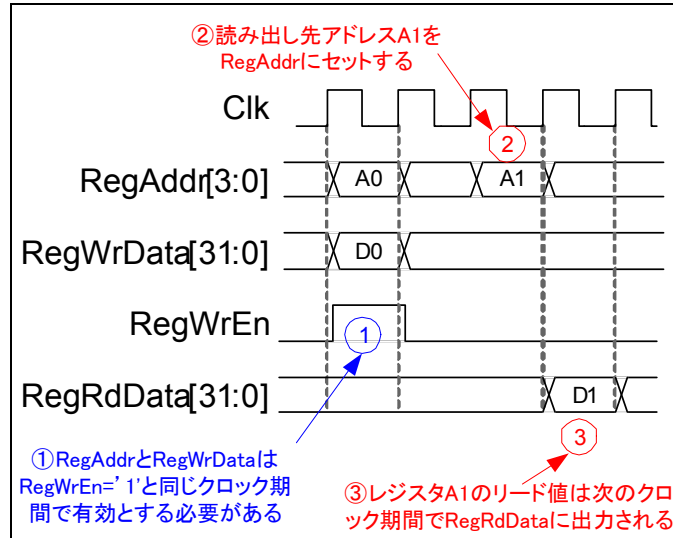 ②読み出し先アドレスA1を
RegAddrにセットする
Clk
2
RegAddr[3:0]
A0
A1
RegWrData[31:0]
D0
RegWrEn
1
RegRdData[31:0]
D1
3
①RegAddrとRegWrDataは
RegWrEn='1'と同じクロック期
間で有効とする必要がある
③レジスタA1のリード値は次のクロ
ック期間でRegRdDataに出力される